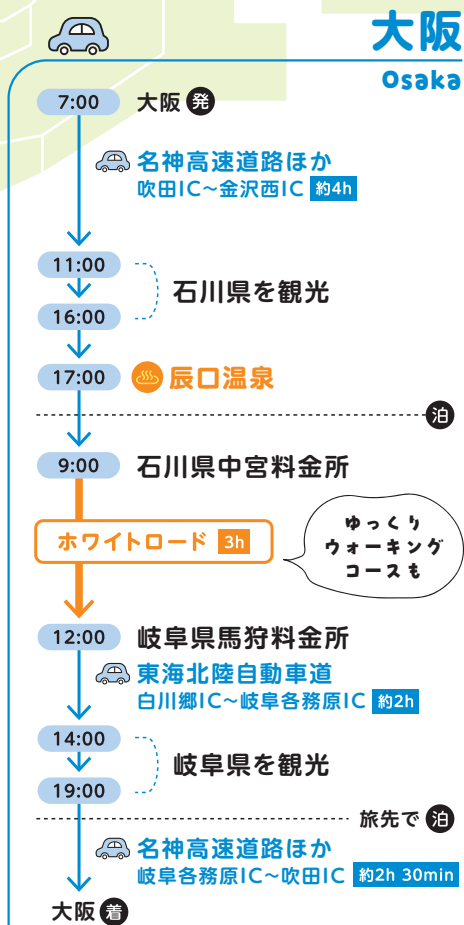 大阪
Osaka
7:00 大阪 発
名神高速道路ほか
吹田IC~金沢西IC 約4h
11:00
石川県を観光
16:00
17:00 辰口温泉
泊
9:00 石川県中宮料金所
ホワイトロード 3h
ゆっくり
ウォーキング
コースも
12:00 岐阜県馬狩料金所
東海北陸自動車道
白川郷IC~岐阜各務原IC 約2h
14:00
岐阜県を観光
19:00
旅先で 泊
名神高速道路ほか
岐阜各務原IC~吹田IC 約2h 30min
大阪 着